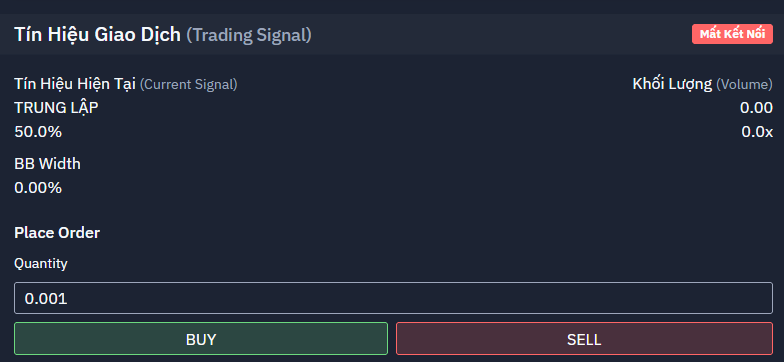 Tín Hiệu Giao Dịch (Trading Signal) Mất Kết Nối
Tín Hiệu Hiện Tại (Current Signal) Khối Lượng (Volume)
TRUNG LẬP 0.00
50.0% 0.0x
BB Width
0.00%
Place Order
Quantity
0.001
BUY SELL